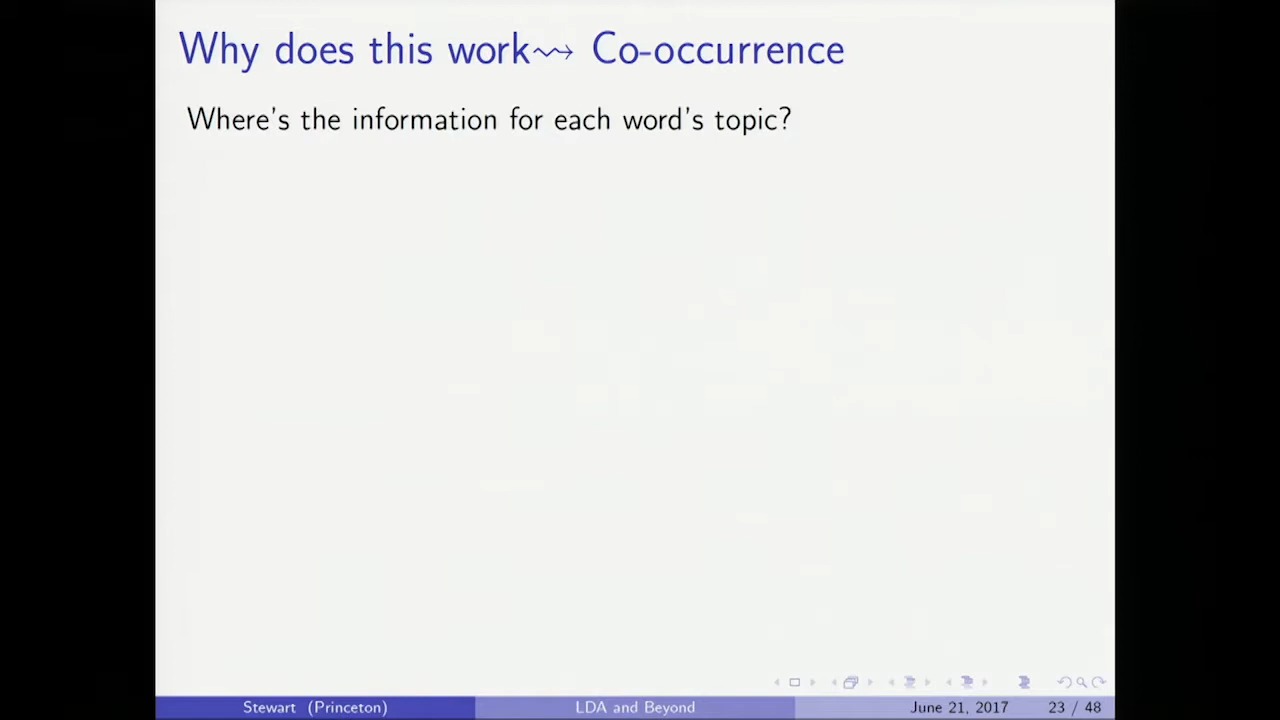 Why does this work⇝ Co-occurrence
Where's the information for each word's topic?
Stewart (Princeton) LDA and Beyond June 21, 2017 23 / 48